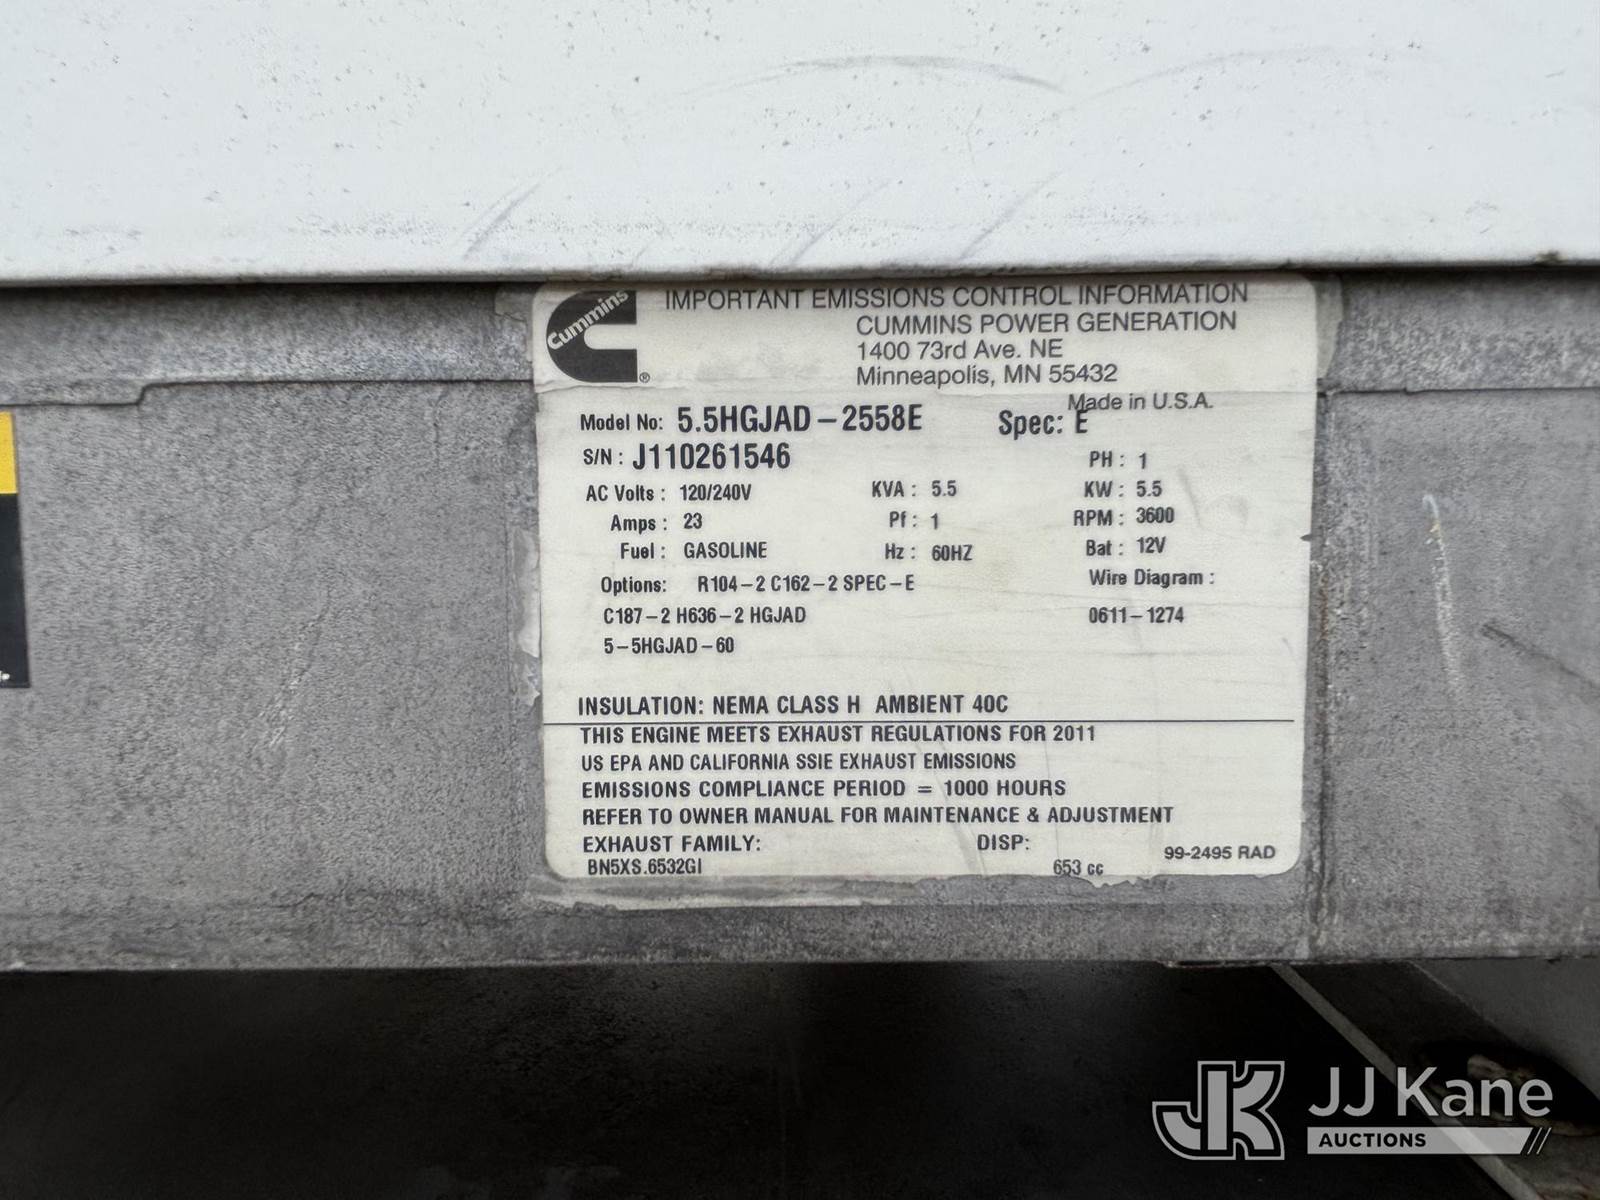 Cummins
®
IMPORTANT EMISSIONS CONTROL INFORMATION
CUMMINS POWER GENERATION
1400 73rd Ave. NE
Minneapolis, MN 55432
Made in U.S.A.
Model No: 5.5HGJAD-2558E Spec: E
S/N: J110261546 PH: 1
AC Volts: 120/240V KVA: 5.5 KW: 5.5
Amps: 23 Pf: 1 RPM: 3600
Fuel: GASOLINE Hz: 60HZ Bat: 12V
Options: R104-2 C162-2 SPEC-E Wire Diagram:
C187-2 H636-2 HGJAD 0611-1274
5-5HGJAD-60
INSULATION: NEMA CLASS H AMBIENT 40C
THIS ENGINE MEETS EXHAUST REGULATIONS FOR 2011
US EPA AND CALIFORNIA SSIE EXHAUST EMISSIONS
EMISSIONS COMPLIANCE PERIOD = 1000 HOURS
REFER TO OWNER MANUAL FOR MAINTENANCE & ADJUSTMENT
EXHAUST FAMILY: DISP:
BN5XS.6532GI 653 cc 99-2495 RAD
JK JJ Kane
AUCTIONS